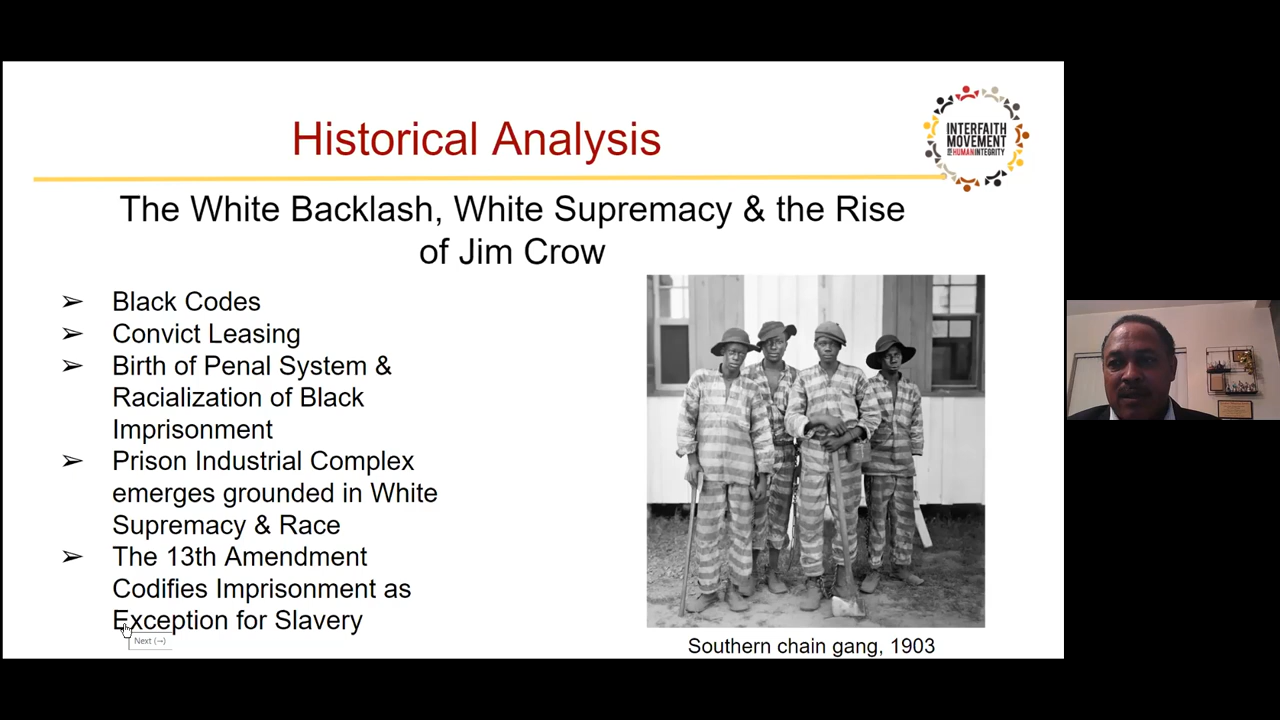 Historical Analysis
INTERFAITH
MOVEMENT
FOR HUMAN INTEGRITY
The White Backlash, White Supremacy & the Rise
of Jim Crow
➢ Black Codes
➢ Convict Leasing
➢ Birth of Penal System &
Racialization of Black
Imprisonment
➢ Prison Industrial Complex
emerges grounded in White
Supremacy & Race
➢ The 13th Amendment
Codifies Imprisonment as
Exception for Slavery
Next (→)
Southern chain gang, 1903